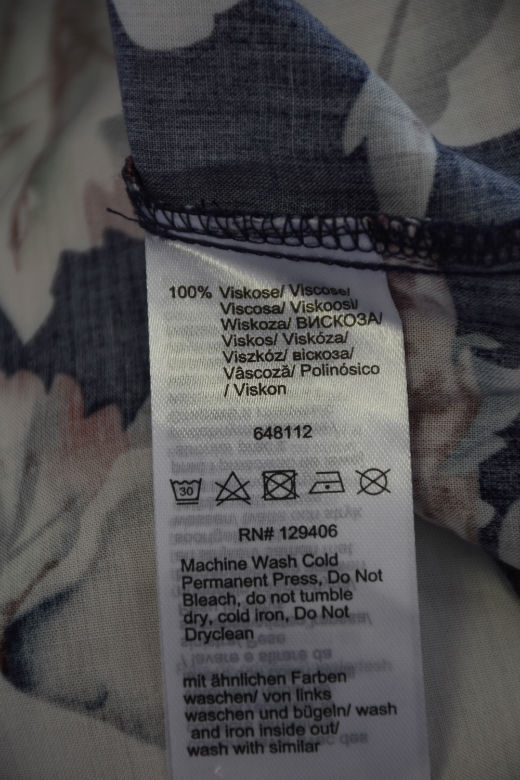 100% Viskose/ Viscose/
Viscosa/ Viskoosi/
Wiskoza/ ВИСКОЗА/
Viskos/ Viskóza/
Viszkóz/ віскоза/
Vâscoză/ Polinósico
/ Viskon
648112
30
RN# 129406
Machine Wash Cold
Permanent Press, Do Not
Bleach, do not tumble
dry, cold iron, Do Not
Dryclean
mit ähnlichen Farben
waschen/ von links
waschen und bügeln/ wash
and iron inside out/
wash with similar